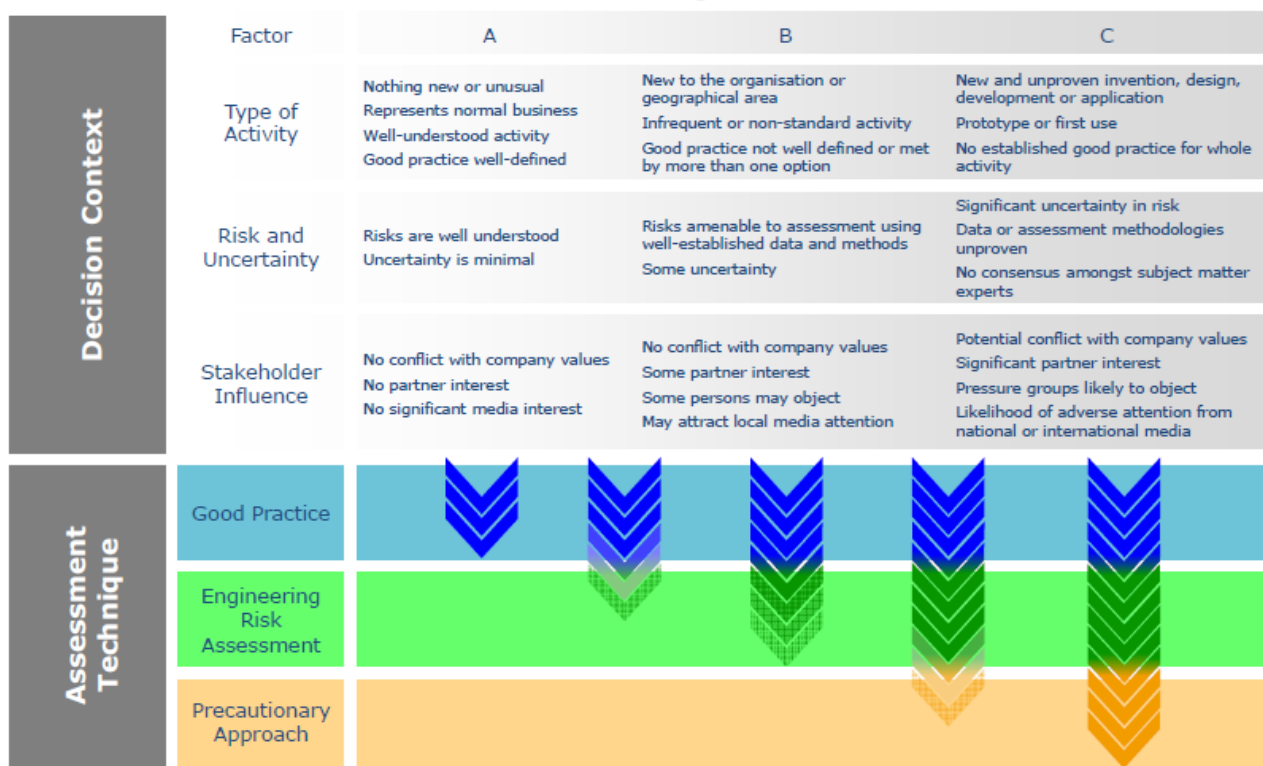 Factor
A
B
C
Decision Context
Type of
Activity
Nothing new or unusual
Represents normal business
Well-understood activity
Good practice well-defined
New to the organisation or
geographical area
Infrequent or non-standard activity
Good practice not well defined or met
by more than one option
New and unproven invention, design,
development or application
Prototype or first use
No established good practice for whole
activity
Risk and
Uncertainty
Risks are well understood
Uncertainty is minimal
Risks amenable to assessment using
well-established data and methods
Some uncertainty
Significant uncertainty in risk
Data or assessment methodologies
unproven
No consensus amongst subject matter
experts
Stakeholder
Influence
No conflict with company values
No partner interest
No significant media interest
No conflict with company values
Some partner interest
Some persons may object
May attract local media attention
Potential conflict with company values
Significant partner interest
Pressure groups likely to object
Likelihood of adverse attention from
national or international media
Assessment
Technique
Good Practice
Engineering
Risk
Assessment
Precautionary
Approach